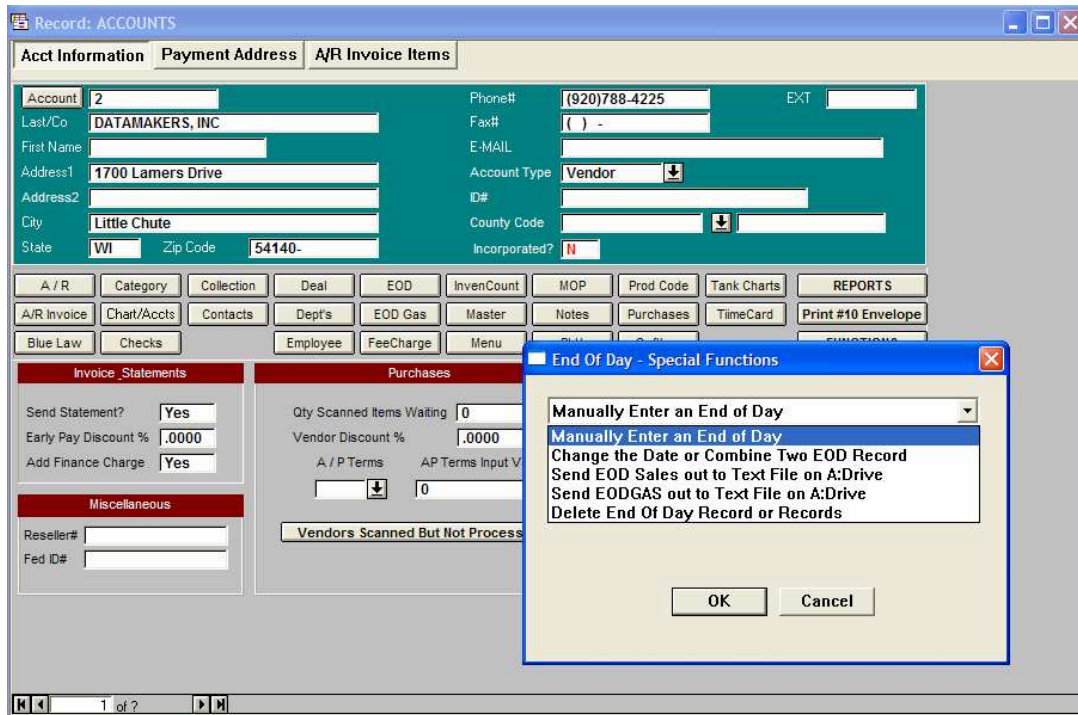 Record: ACCOUNTS
Acct Information Payment Address A/R Invoice Items
Account 2 Phone# (920)788-4225 EXT
Last/Co DATAMAKERS, INC Fax# ( ) -
First Name E-MAIL
Address1 1700 Lamers Drive Account Type Vendor
Address2 ID#
City Little Chute County Code
State WI Zip Code 54140- Incorporated? N
A / R Category Collection Deal EOD InvenCount MOP Prod Code Tank Charts REPORTS
A/R Invoice Chart/Accts Contacts Dept's EOD Gas Master Notes Purchases TiimeCard Print #10 Envelope
Blue Law Checks Employee FeeCharge Menu
End Of Day - Special Functions
Invoice_Statements Purchases
Send Statement? Yes Qty Scanned Items Waiting 0
Early Pay Discount % .0000 Vendor Discount % .0000
Add Finance Charge Yes A / P Terms AP Terms Input V
0
Miscellaneous
Reseller# Vendors Scanned But Not Process
Fed ID#
Manually Enter an End of Day
Manually Enter an End of Day
Change the Date or Combine Two EOD Record
Send EOD Sales out to Text File on A:Drive
Send EODGAS out to Text File on A:Drive
Delete End Of Day Record or Records
OK Cancel
1 of ?